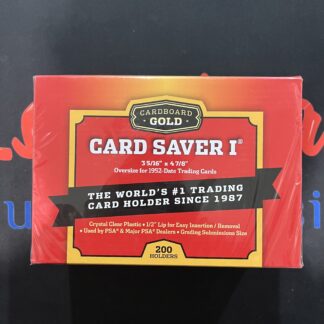 CARDBOARD
GOLD
CARD SAVER I®
3 5/16" x 4 7/8"
Oversize for 1952-Date Trading Cards
THE WORLD'S #1 TRADING
CARD HOLDER SINCE 1987
Crystal Clear Plastic • 1/2" Lip for Easy Insertion / Removal
• Used by PSA® & Major PSA® Dealers • Grading Submissions Size
200
HOLDERS